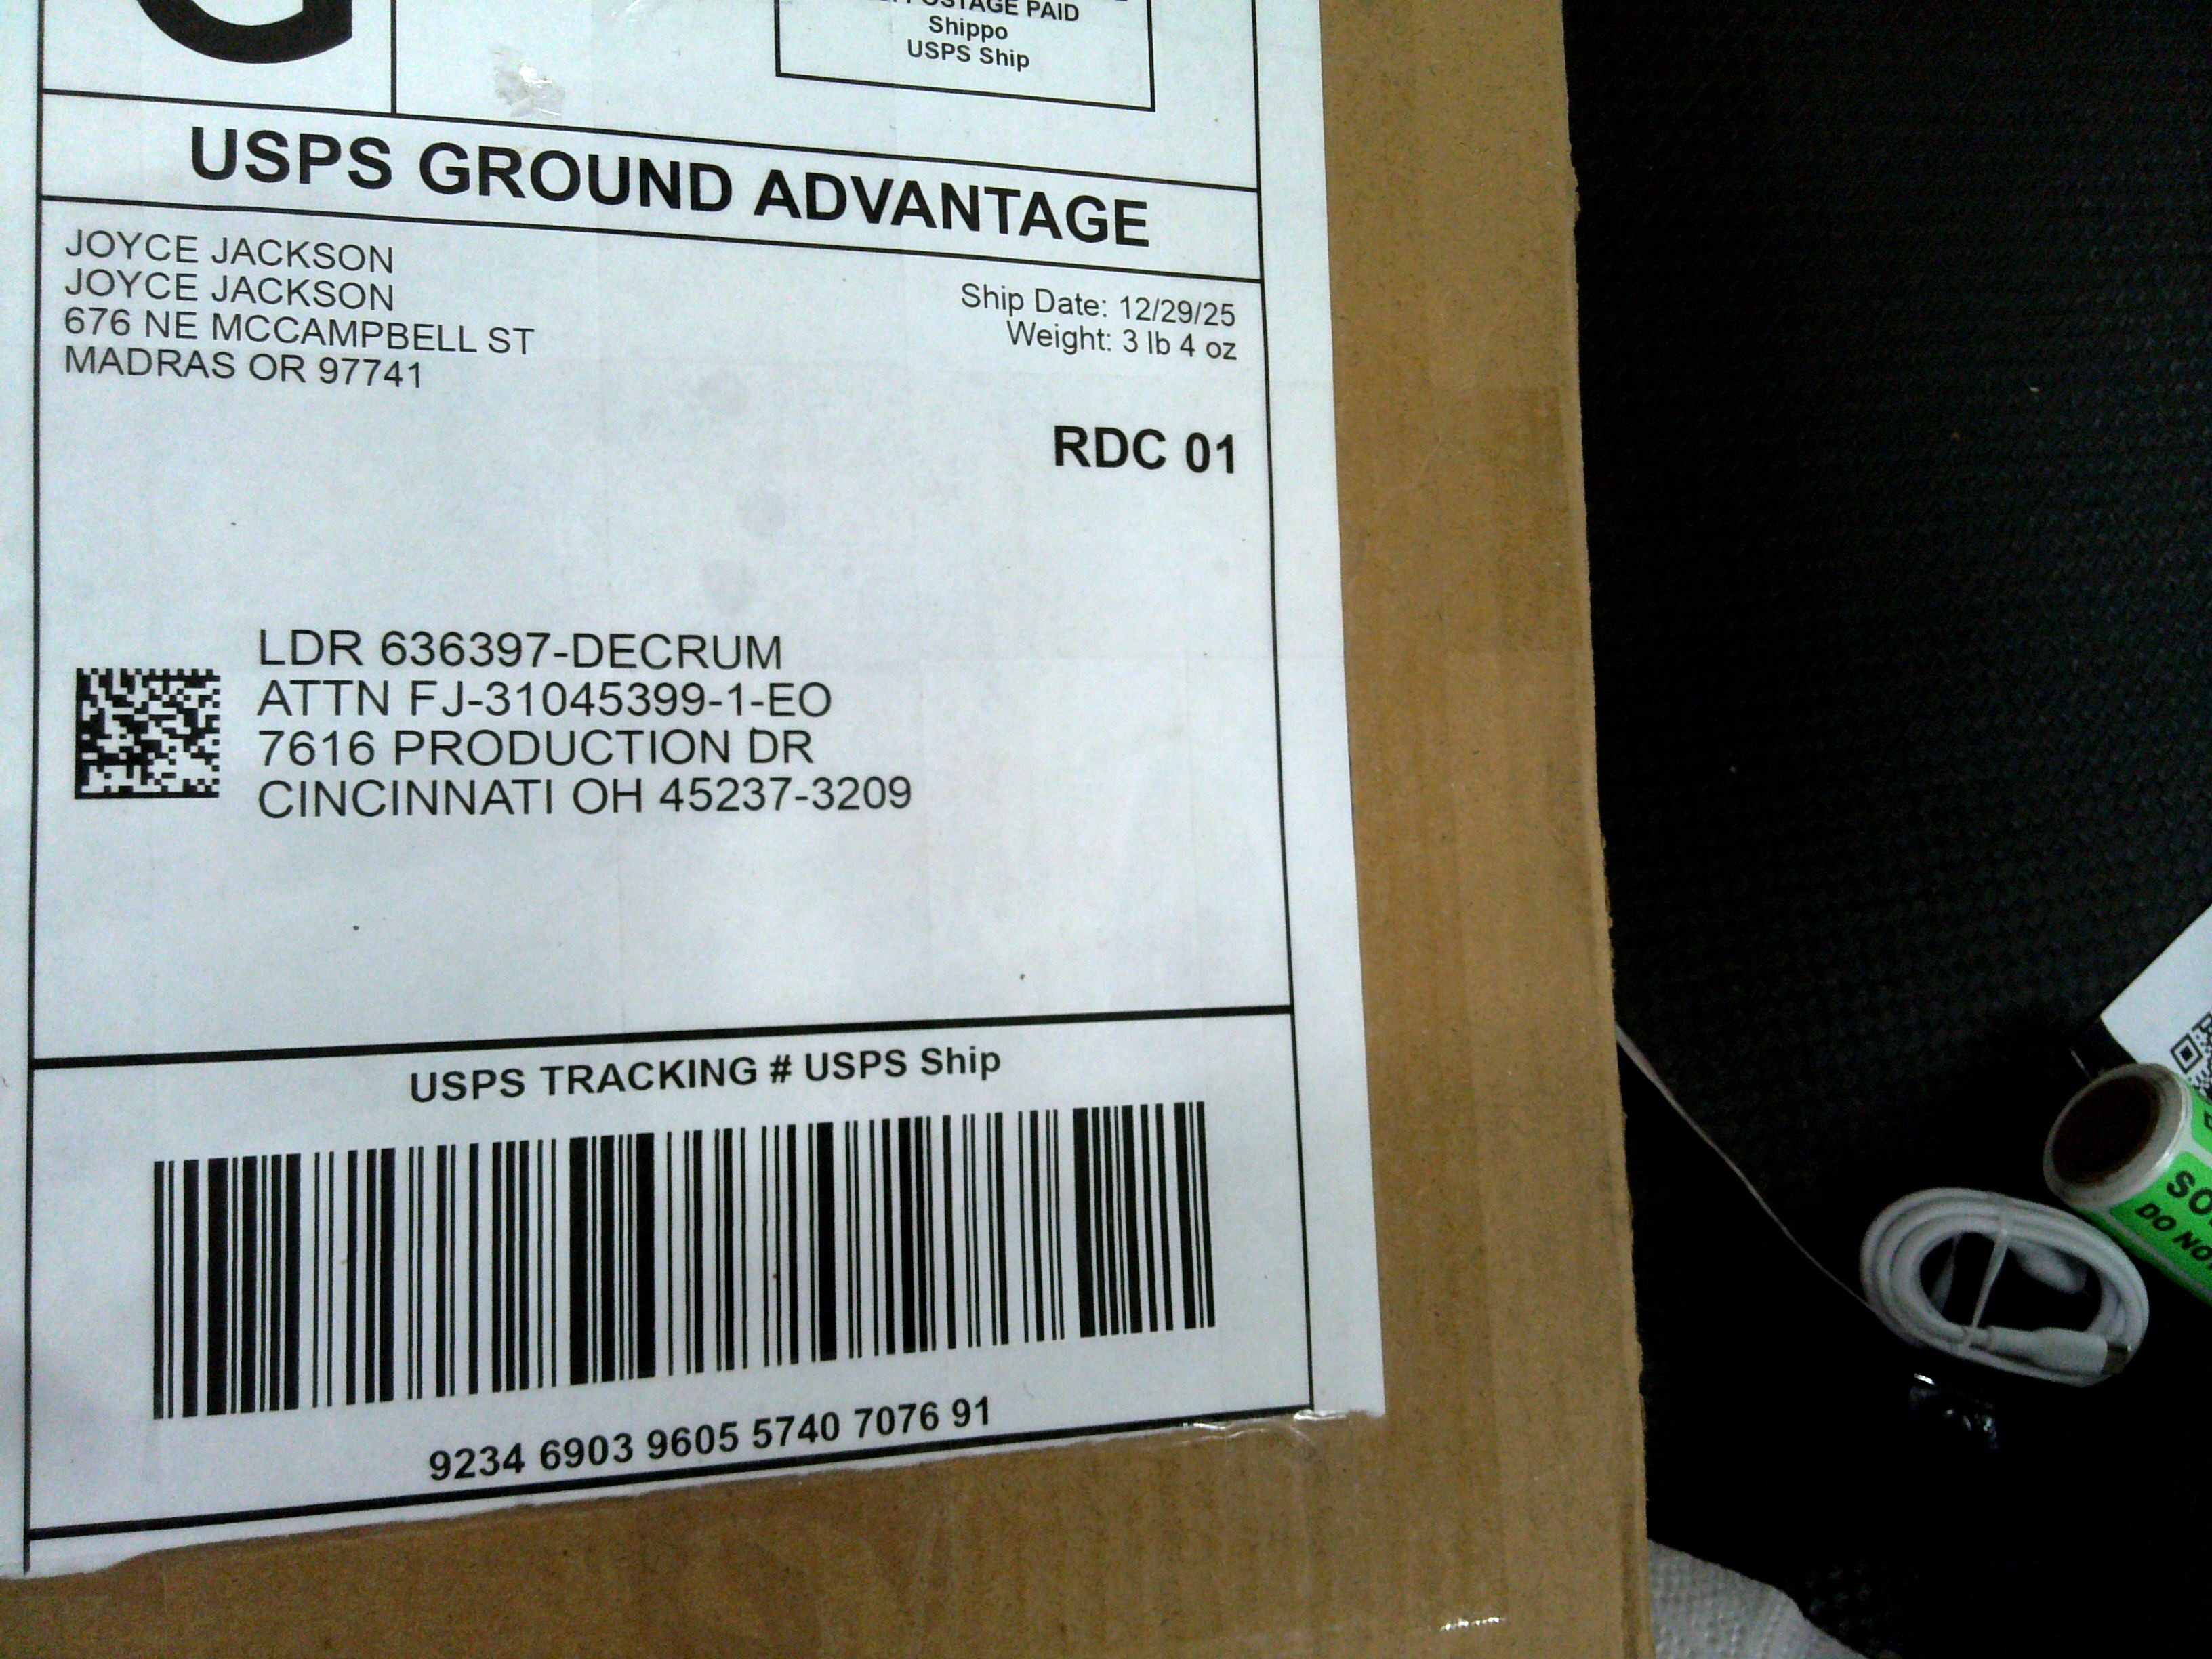 G
POSTAGE PAID
Shippo
USPS Ship
USPS GROUND ADVANTAGE
JOYCE JACKSON
JOYCE JACKSON
676 NE MCCAMPBELL ST
MADRAS OR 97741
Ship Date: 12/29/25
Weight: 3 lb 4 oz
RDC 01
LDR 636397-DECRUM
ATTN FJ-31045399-1-EO
7616 PRODUCTION DR
CINCINNATI OH 45237-3209
USPS TRACKING # USPS Ship
9234 6903 9605 5740 7076 91
DO